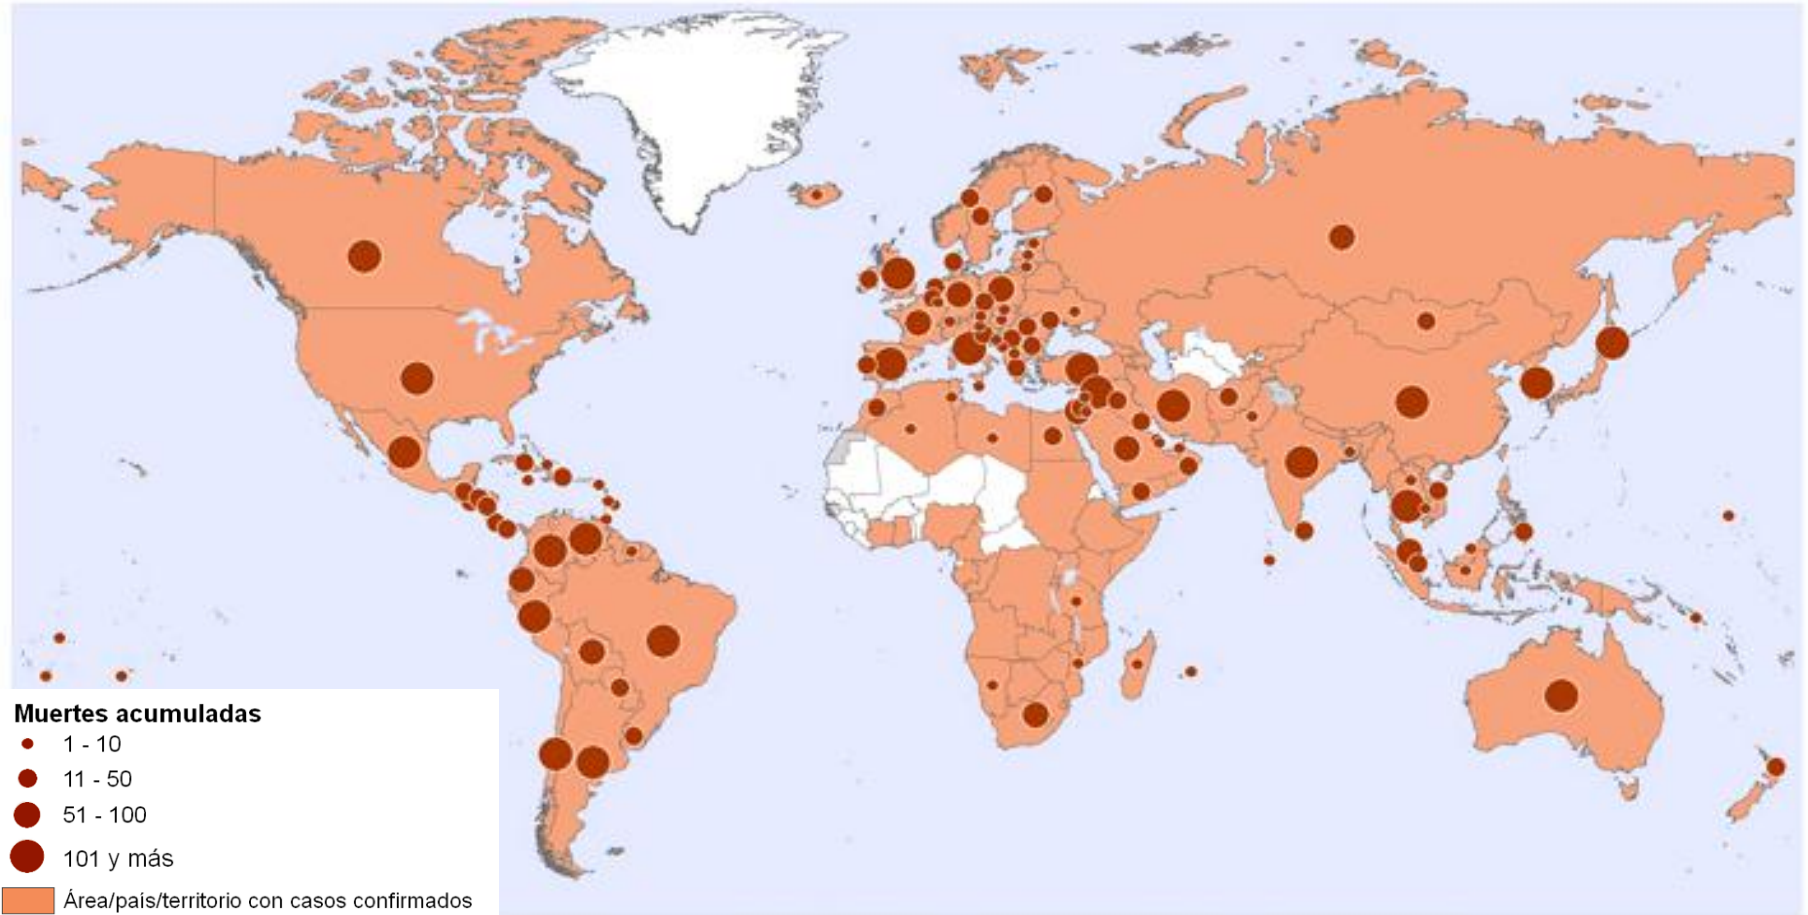 Muertes acumuladas
1 - 10
11 - 50
51 - 100
101 y más
Área/país/territorio con casos confirmados